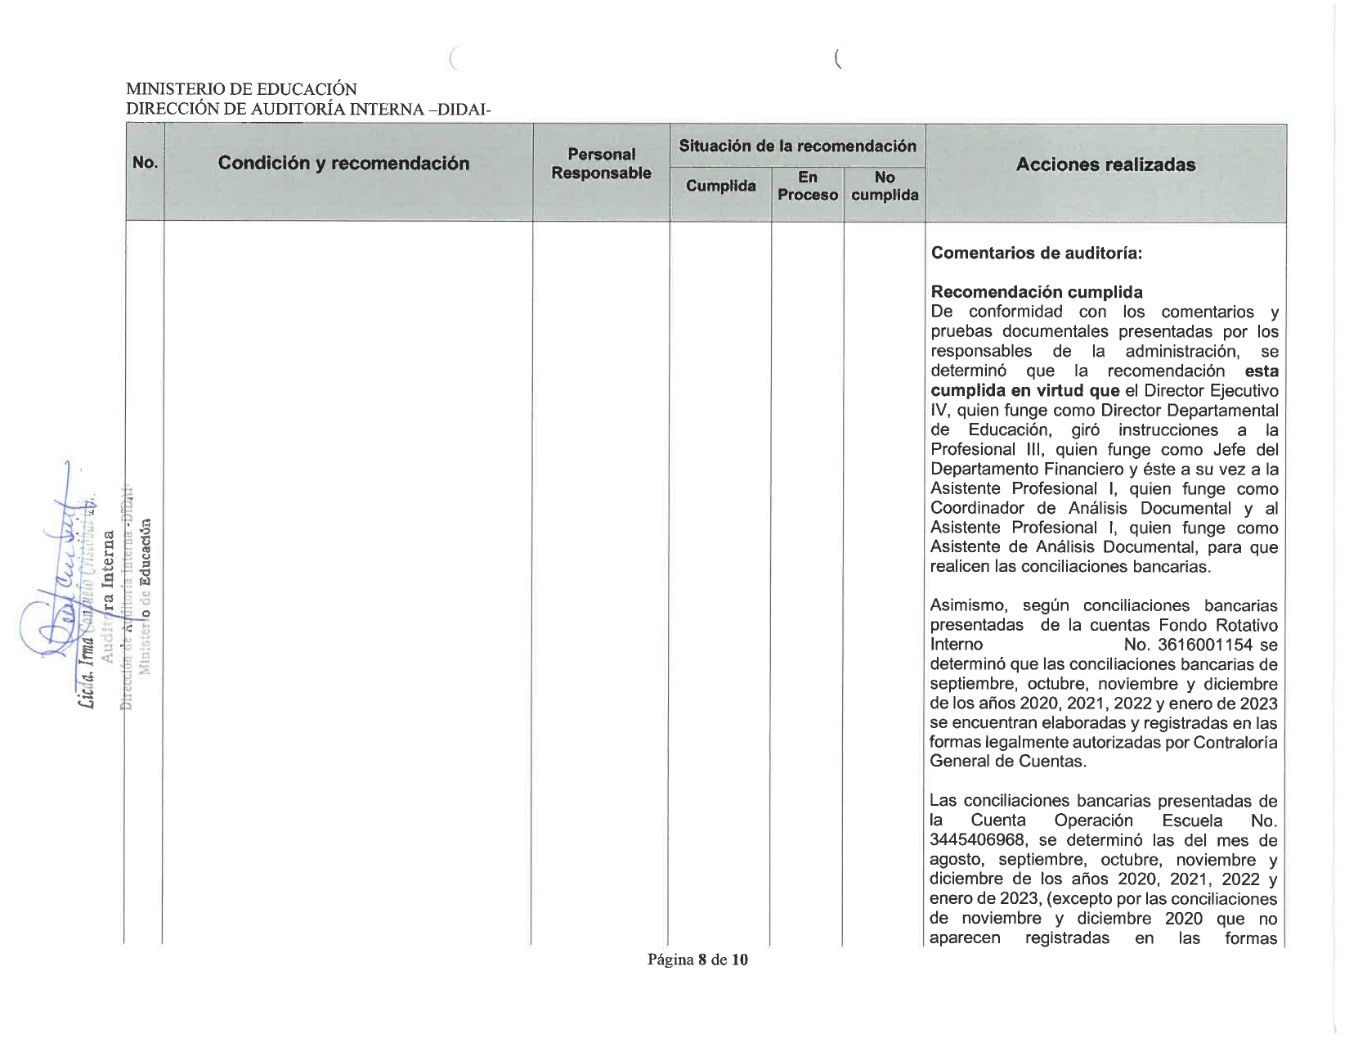 MINISTERIO DE EDUCACIÓN
DIRECCIÓN DE AUDITORÍA INTERNA –DIDAI-
No.
Condición y recomendación
Personal
Responsable
Situación de la recomendación
Cumplida
En
Proceso
No
cumplida
Acciones realizadas
Comentarios de auditoría:
Recomendación cumplida
De conformidad con los comentarios y
pruebas documentales presentadas por los
responsables de la administración, se
determinó que la recomendación esta
cumplida en virtud que el Director Ejecutivo
IV, quien funge como Director Departamental
de Educación, giró instrucciones a la
Profesional III, quien funge como Jefe del
Departamento Financiero y éste a su vez a la
Asistente Profesional I, quien funge como
Coordinador de Análisis Documental y al
Asistente Profesional I, quien funge como
Asistente de Análisis Documental, para que
realicen las conciliaciones bancarias.
Asimismo, según conciliaciones bancarias
presentadas de la cuentas Fondo Rotativo
Interno No. 3616001154 se
determinó que las conciliaciones bancarias de
septiembre, octubre, noviembre y diciembre
de los años 2020, 2021, 2022 y enero de 2023
se encuentran elaboradas y registradas en las
formas legalmente autorizadas por Contraloría
General de Cuentas.
Las conciliaciones bancarias presentadas de
la Cuenta Operación Escuela No.
3445406968, se determinó las del mes de
agosto, septiembre, octubre, noviembre y
diciembre de los años 2020, 2021, 2022 y
enero de 2023, (excepto por las conciliaciones
de noviembre y diciembre 2020 que no
aparecen registradas en las formas
Licda. Irma
Auditora Interna
Dirección de Auditoría Interna -DIDAI-
Ministerio de Educación
Página 8 de 10